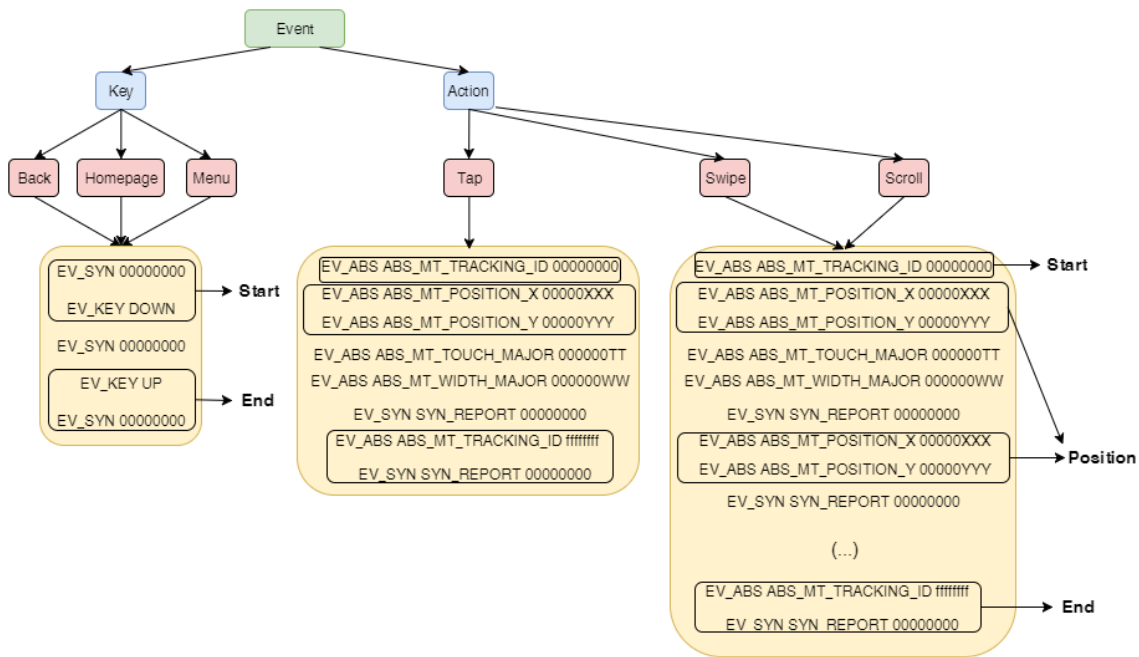 Event
Key
Action
Back
Homepage
Menu
Tap
Swipe
Scroll
EV_SYN 00000000
EV_KEY DOWN
Start
EV_SYN 00000000
EV_KEY UP
EV_SYN 00000000
End
EV_ABS ABS_MT_TRACKING_ID 00000000
EV_ABS ABS_MT_POSITION_X 00000XXX
EV_ABS ABS_MT_POSITION_Y 00000YYY
EV_ABS ABS_MT_TOUCH_MAJOR 000000TT
EV_ABS ABS_MT_WIDTH_MAJOR 000000WW
EV_SYN SYN_REPORT 00000000
EV_ABS ABS_MT_TRACKING_ID ffffffff
EV_SYN SYN_REPORT 00000000
EV_ABS ABS_MT_TRACKING_ID 00000000
Start
EV_ABS ABS_MT_POSITION_X 00000XXX
EV_ABS ABS_MT_POSITION_Y 00000YYY
EV_ABS ABS_MT_TOUCH_MAJOR 000000TT
EV_ABS ABS_MT_WIDTH_MAJOR 000000WW
EV_SYN SYN_REPORT 00000000
EV_ABS ABS_MT_POSITION_X 00000XXX
EV_ABS ABS_MT_POSITION_Y 00000YYY
Position
EV_SYN SYN_REPORT 00000000
(...)
EV_ABS ABS_MT_TRACKING_ID ffffffff
EV_SYN SYN_REPORT 00000000
End